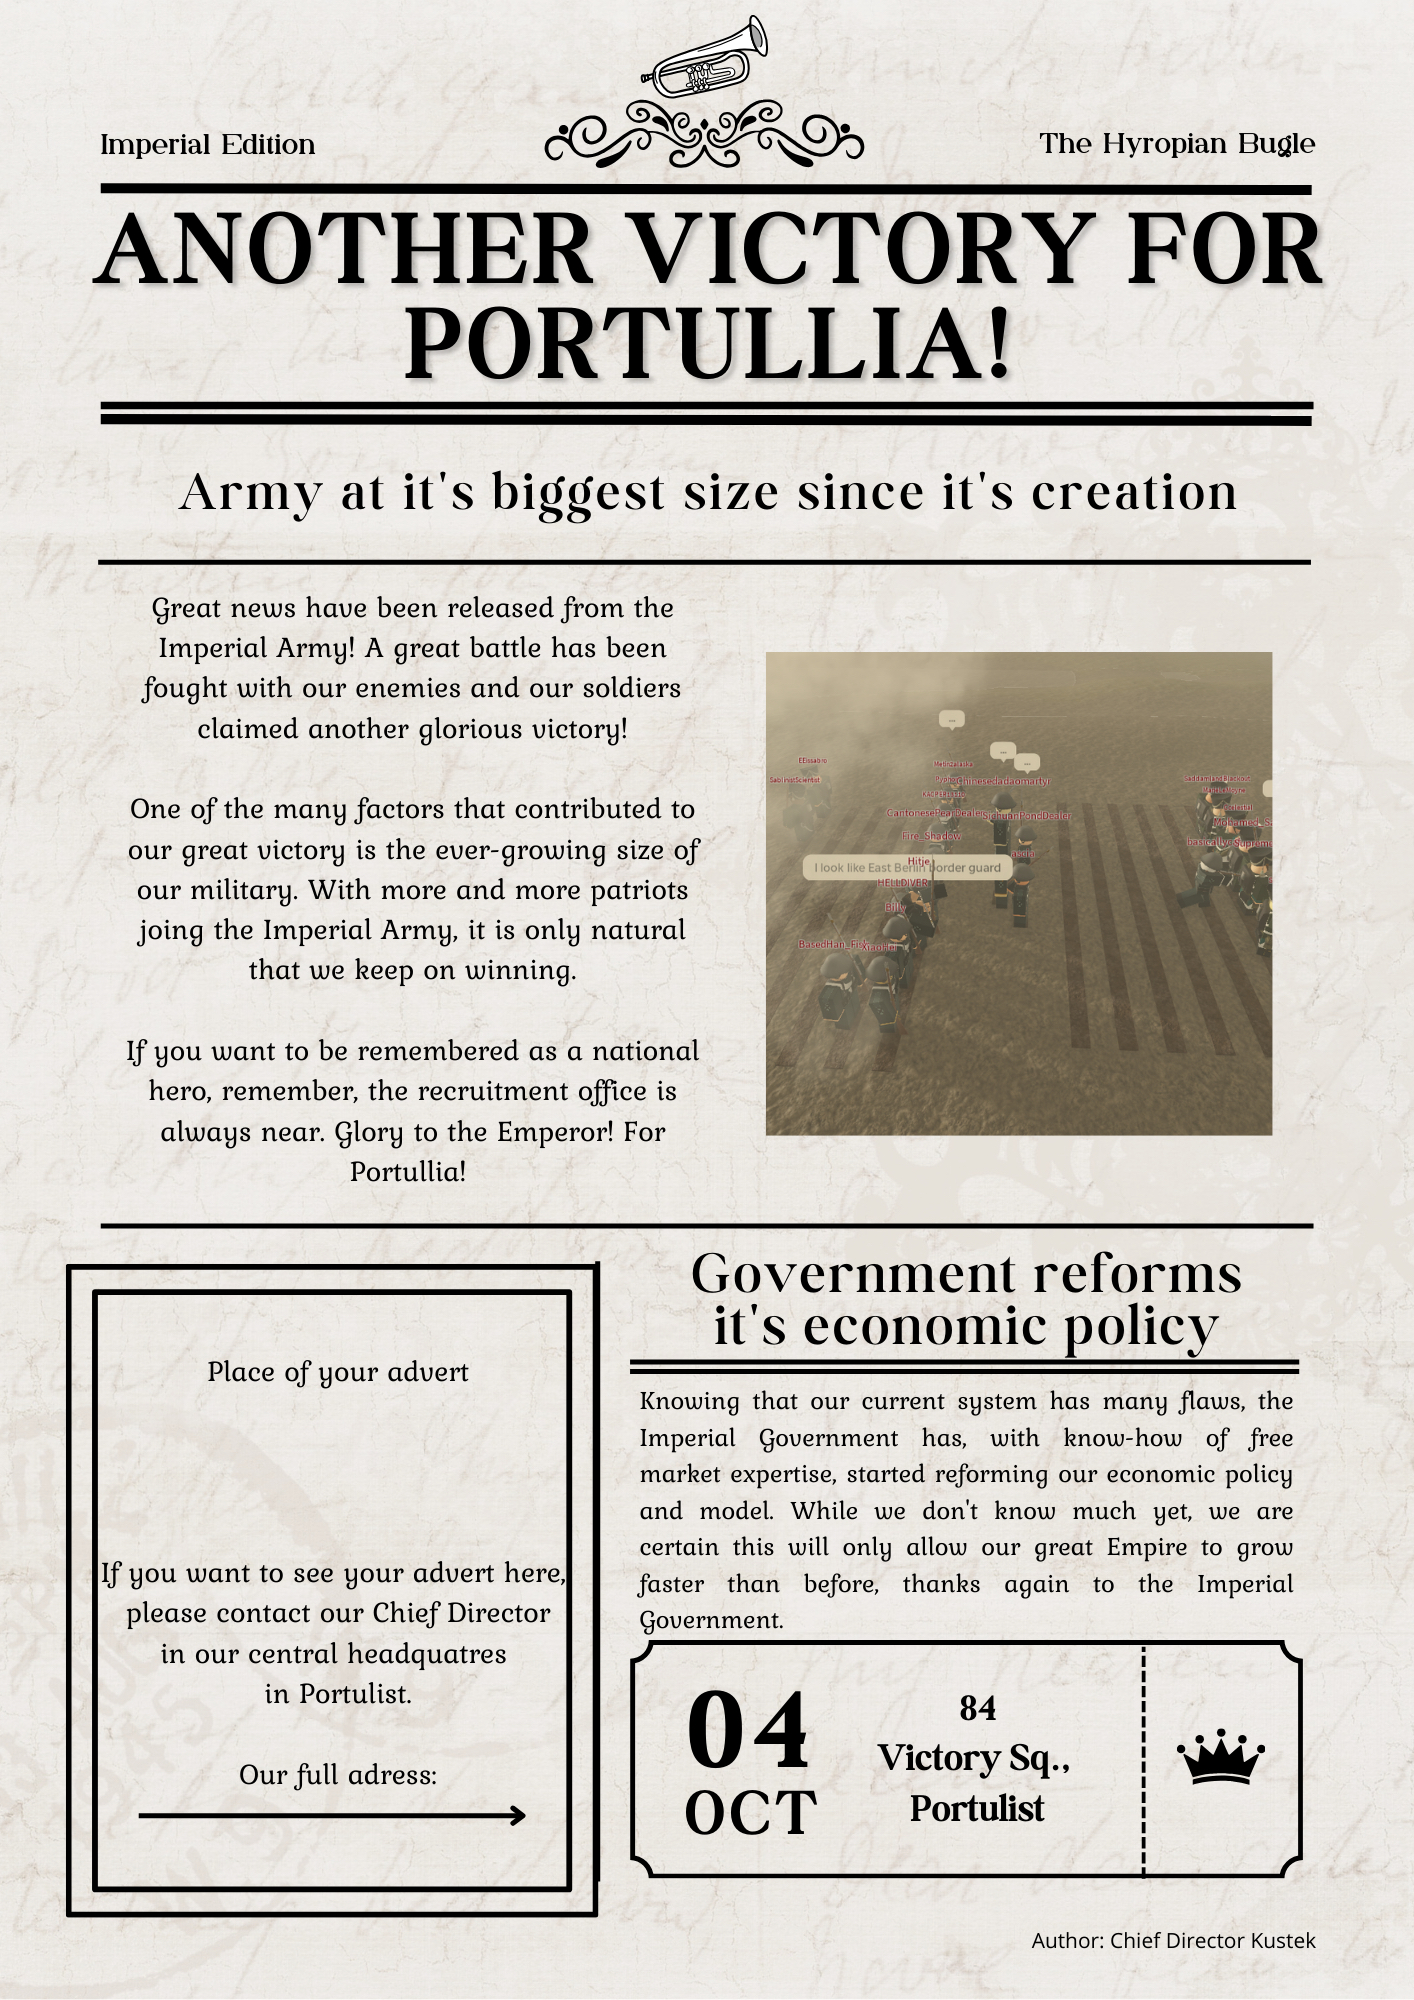 Imperial Edition
The Hyropian Bugle
ANOTHER VICTORY FOR
PORTULLIA!
Army at it's biggest size since it's creation
Great news have been released from the
Imperial Army! A great battle has been
fought with our enemies and our soldiers
claimed another glorious victory!
One of the many factors that contributed to
our great victory is the ever-growing size of
our military. With more and more patriots
joing the Imperial Army, it is only natural
that we keep on winning.
If you want to be remembered as a national
hero, remember, the recruitment office is
always near. Glory to the Emperor! For
Portullia!
...
...
...
SablinistScientist
Chinesedadaomartyr
CantonesePearDealer
SichuanPondDealer
Fire_Shadow
Hitje
I look like East Berlin border guard
HELLDIVER
Billy
XiaoHei
Government reforms
it's economic policy
Knowing that our current system has many flaws, the
Imperial Government has, with know-how of free
market expertise, started reforming our economic policy
and model. While we don't know much yet, we are
certain this will only allow our great Empire to grow
faster than before, thanks again to the Imperial
Government.
Place of your advert
If you want to see your advert here,
please contact our Chief Director
in our central headquatres
in Portulist.
Our full adress:
04
OCT
84
Victory Sq.,
Portulist
Author: Chief Director Kustek